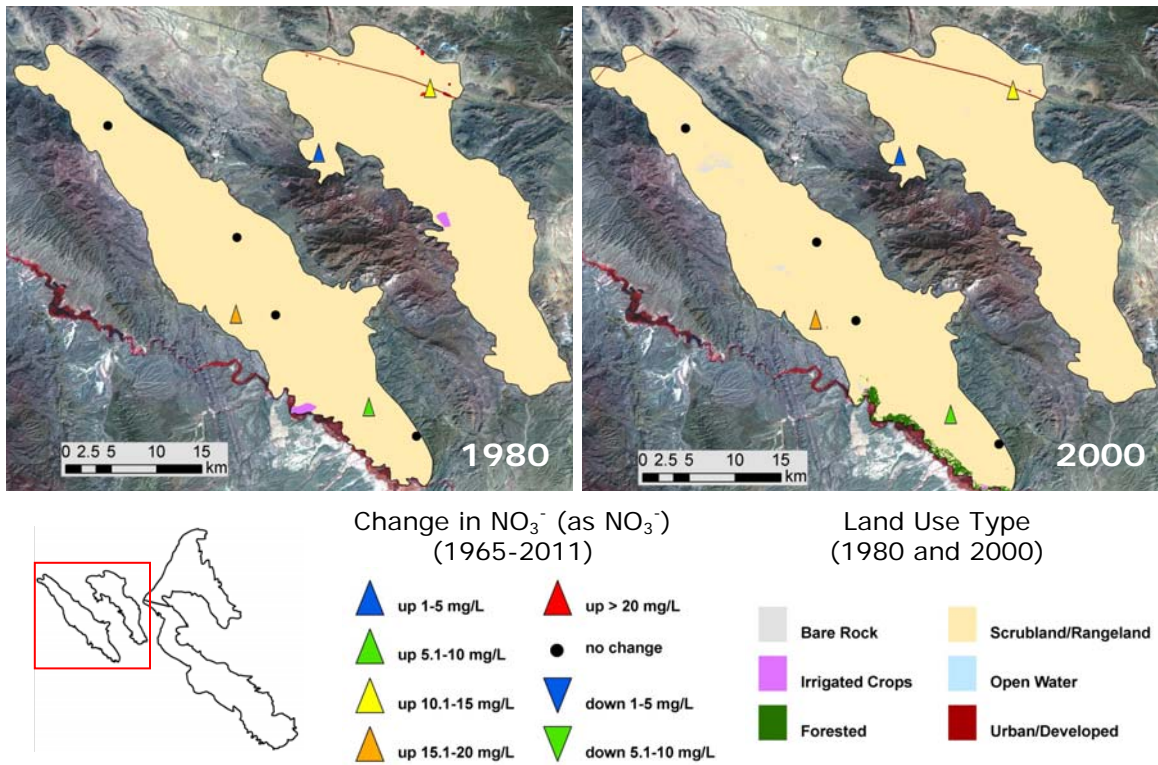 1980
0 2.5 5 10 15
km
2000
0 2.5 5 10 15
km
Change in NO₃⁻ (as NO₃⁻)
(1965-2011)
up 1-5 mg/L
up > 20 mg/L
up 5.1-10 mg/L
no change
up 10.1-15 mg/L
down 1-5 mg/L
up 15.1-20 mg/L
down 5.1-10 mg/L
Land Use Type
(1980 and 2000)
Bare Rock
Scrubland/Rangeland
Irrigated Crops
Open Water
Forested
Urban/Developed